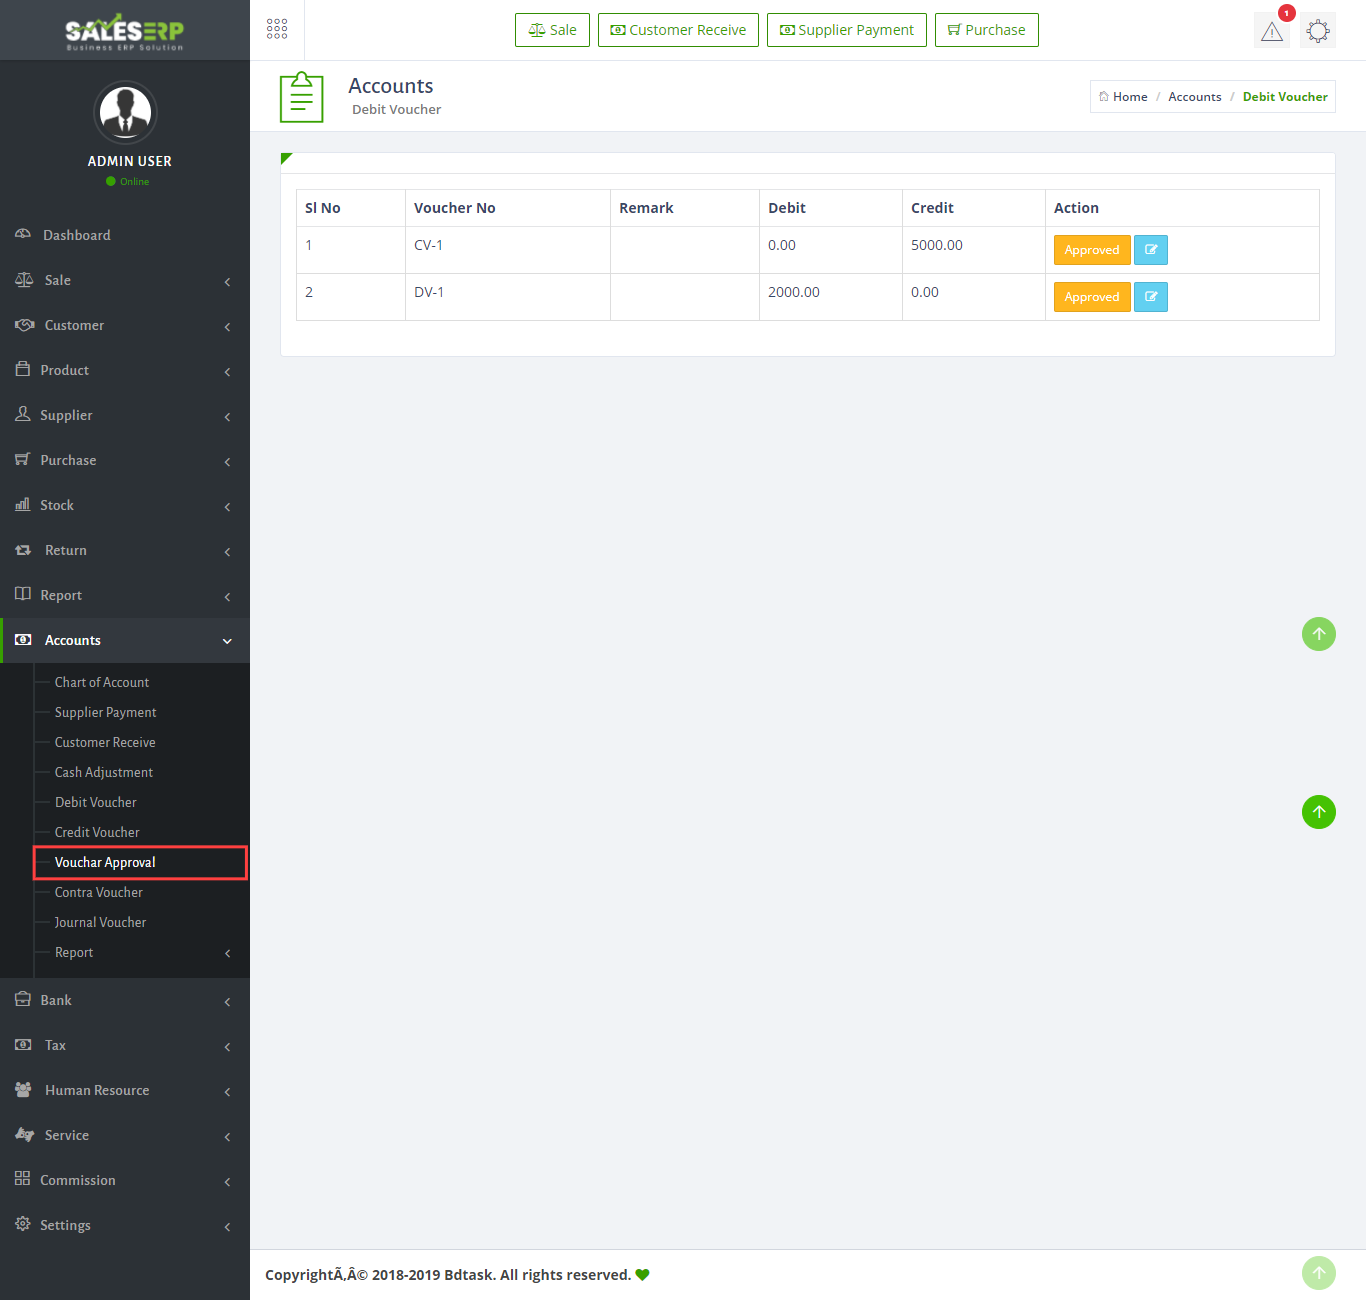 SALESERP
Business ERP Solution
ADMIN USER
Online
Dashboard
Sale
Customer
Product
Supplier
Purchase
Stock
Return
Report
Accounts
Chart of Account
Supplier Payment
Customer Receive
Cash Adjustment
Debit Voucher
Credit Voucher
Vouchar Approval
Contra Voucher
Journal Voucher
Report
Bank
Tax
Human Resource
Service
Commission
Settings
Sale Customer Receive Supplier Payment Purchase
1
Accounts
Debit Voucher
Home / Accounts / Debit Voucher
Sl No Voucher No Remark Debit Credit Action
1 CV-1 0.00 5000.00 Approved
2 DV-1 2000.00 0.00 Approved
CopyrightÃ‚Â© 2018-2019 Bdtask. All rights reserved.